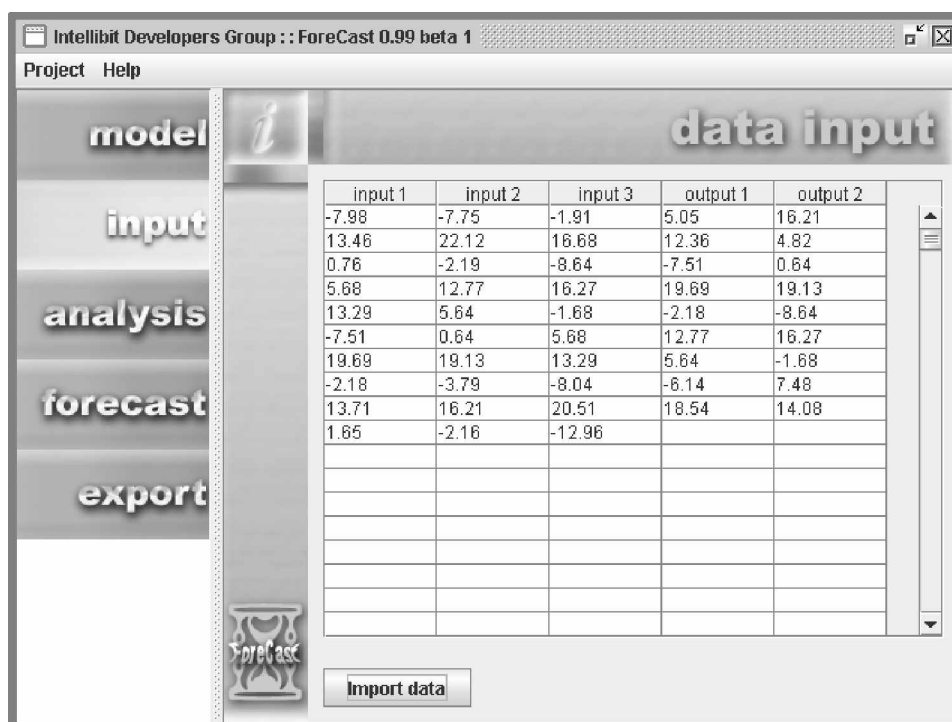 Intellibit Developers Group : : ForeCast 0.99 beta 1
Project Help
model
input
analysis
forecast
export
i
data input
input 1 input 2 input 3 output 1 output 2
-7.98 -7.75 -1.91 5.05 16.21
13.46 22.12 16.68 12.36 4.82
0.76 -2.19 -8.64 -7.51 0.64
5.68 12.77 16.27 19.69 19.13
13.29 5.64 -1.68 -2.18 -8.64
-7.51 0.64 5.68 12.77 16.27
19.69 19.13 13.29 5.64 -1.68
-2.18 -3.79 -8.04 -6.14 7.48
13.71 16.21 20.51 18.54 14.08
1.65 -2.16 -12.96
ForeCast
Import data